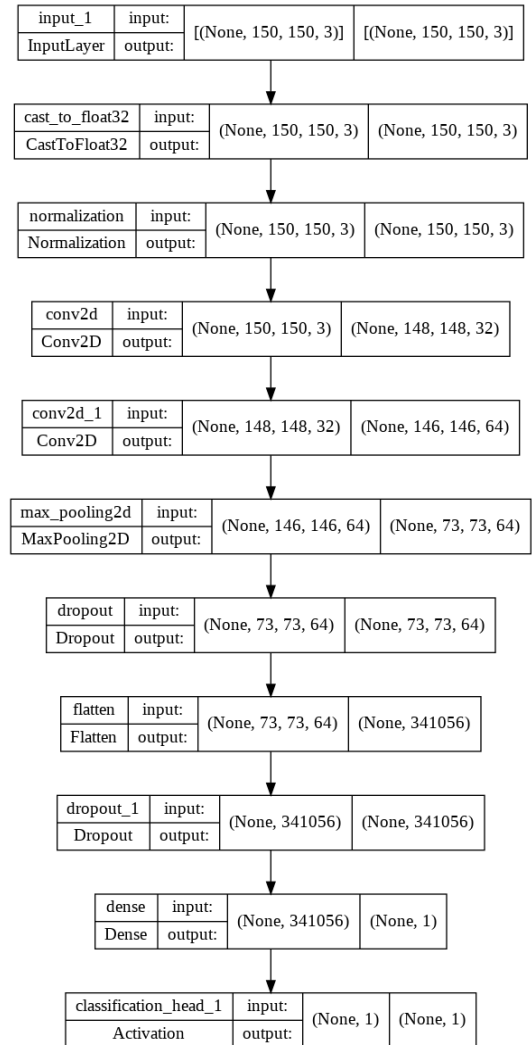 input_1 input: [(None, 150, 150, 3)] [(None, 150, 150, 3)]
InputLayer output:
cast_to_float32 input: (None, 150, 150, 3) (None, 150, 150, 3)
CastToFloat32 output:
normalization input: (None, 150, 150, 3) (None, 150, 150, 3)
Normalization output:
conv2d input: (None, 150, 150, 3) (None, 148, 148, 32)
Conv2D output:
conv2d_1 input: (None, 148, 148, 32) (None, 146, 146, 64)
Conv2D output:
max_pooling2d input: (None, 146, 146, 64) (None, 73, 73, 64)
MaxPooling2D output:
dropout input: (None, 73, 73, 64) (None, 73, 73, 64)
Dropout output:
flatten input: (None, 73, 73, 64) (None, 341056)
Flatten output:
dropout_1 input: (None, 341056) (None, 341056)
Dropout output:
dense input: (None, 341056) (None, 1)
Dense output:
classification_head_1 input: (None, 1) (None, 1)
Activation output: